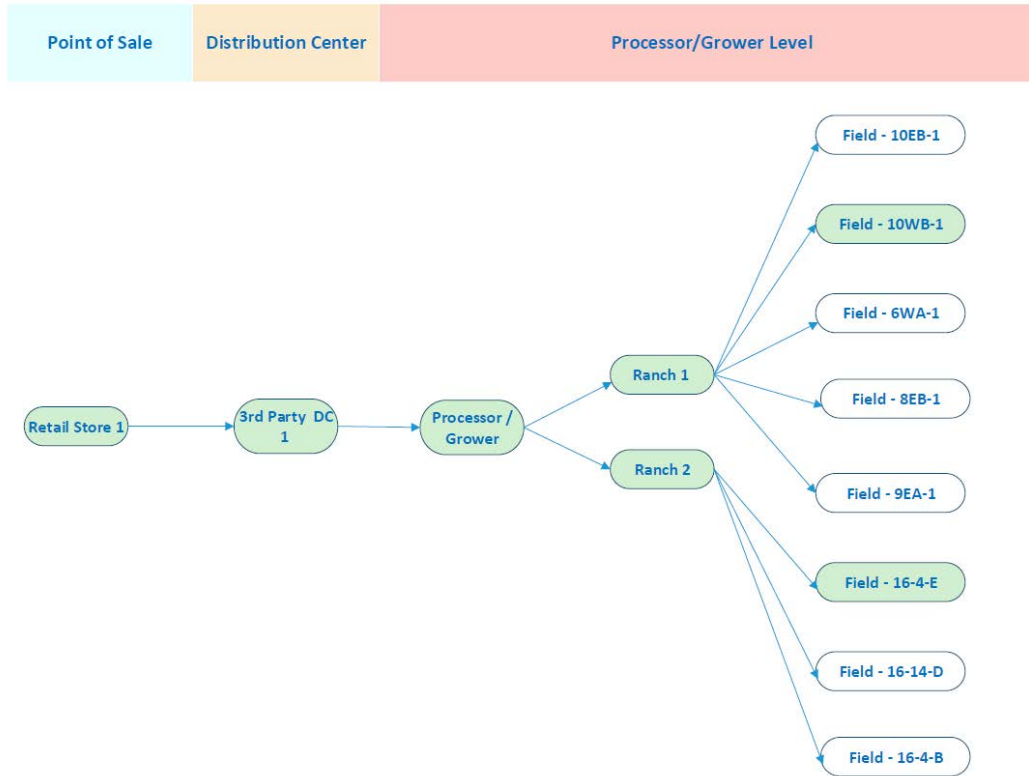 Point of Sale
Distribution Center
Processor/Grower Level
Field - 10EB-1
Field - 10WB-1
Field - 6WA-1
Ranch 1
Field - 8EB-1
Retail Store 1
3rd Party DC
1
Processor /
Grower
Ranch 2
Field - 9EA-1
Field - 16-4-E
Field - 16-14-D
Field - 16-4-B